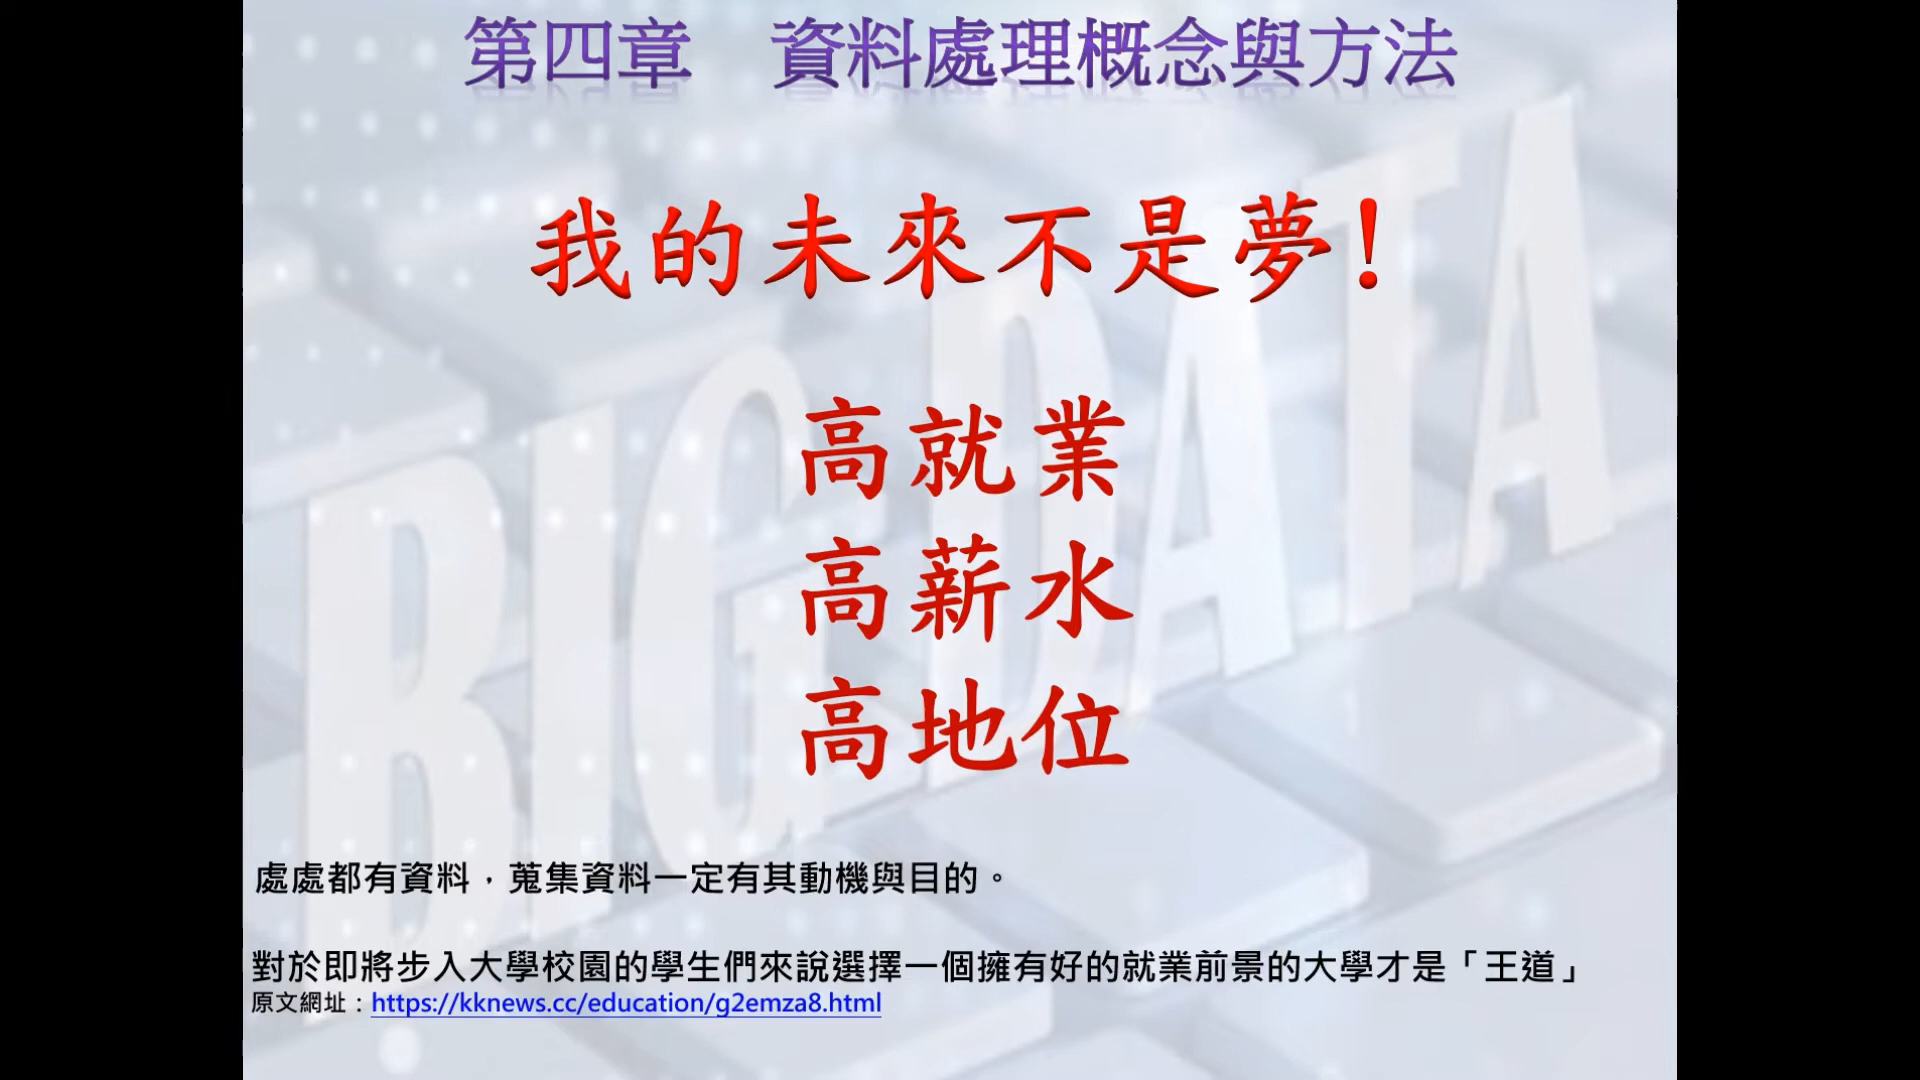 第四章　資料處理概念與方法
我的未來不是夢!
高就業
高薪水
高地位
處處都有資料，蒐集資料一定有其動機與目的。
對於即將步入大學校園的學生們來說選擇一個擁有好的就業前景的大學才是「王道」
原文網址：https://kknews.cc/education/g2emza8.html
BIG DATA